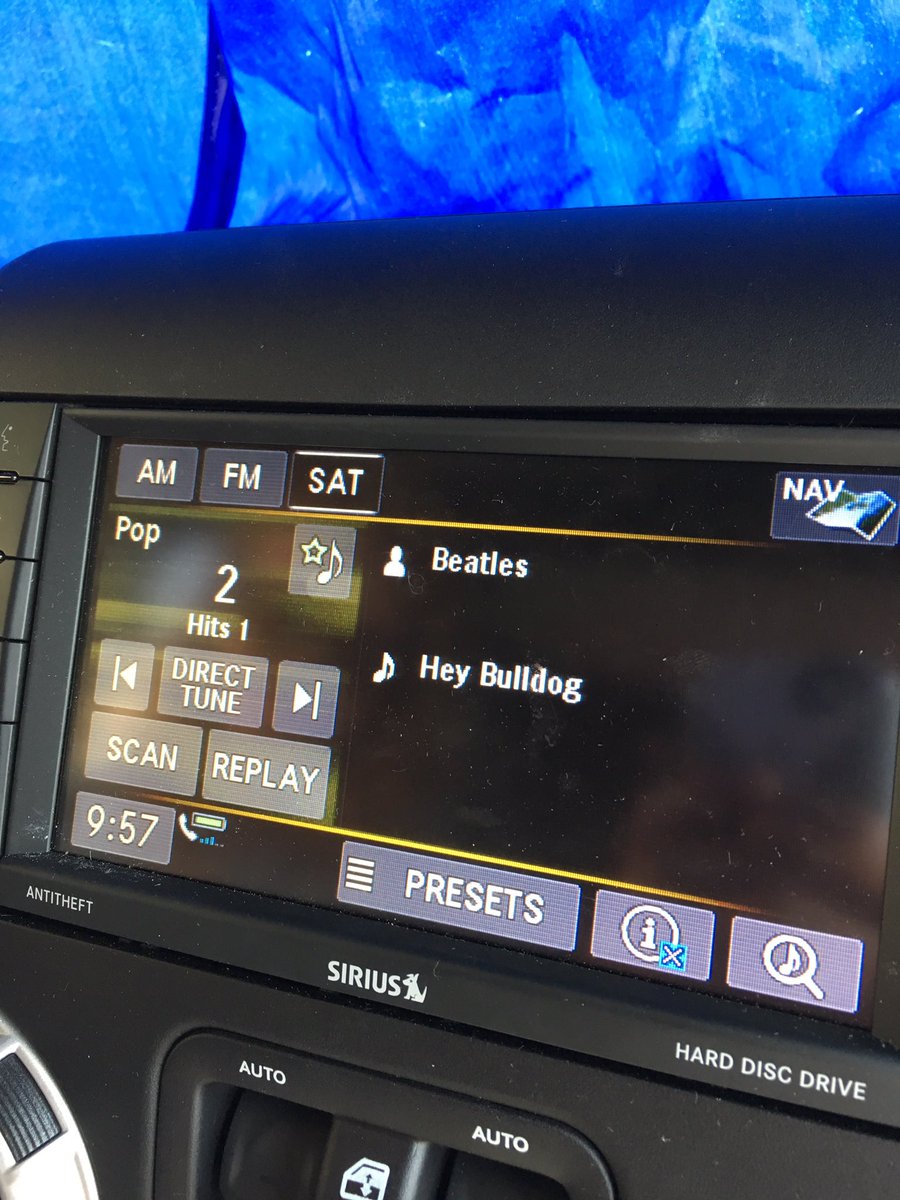 AM FM SAT
NAV
Pop
2
Hits 1
Beatles
Hey Bulldog
DIRECT
TUNE
SCAN REPLAY
9:57
PRESETS
i
ANTITHEFT
SIRIUS
HARD DISC DRIVE
AUTO
AUTO